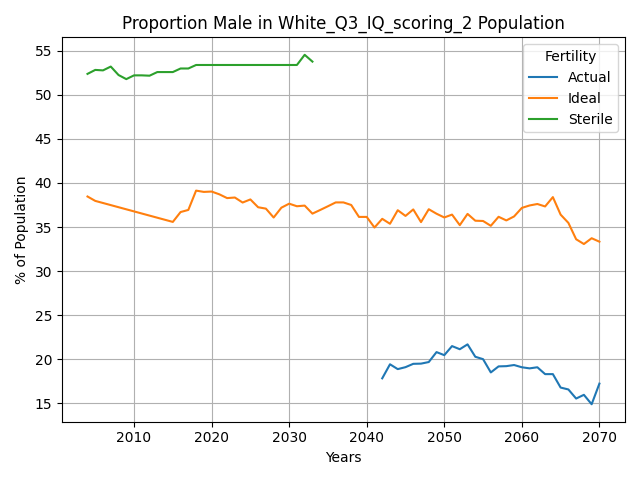 Proportion Male in White_Q3_IQ_scoring_2 Population
Fertility
Actual
Ideal
Sterile
% of Population
55
50
45
40
35
30
25
20
15
2010 2020 2030 2040 2050 2060 2070
Years